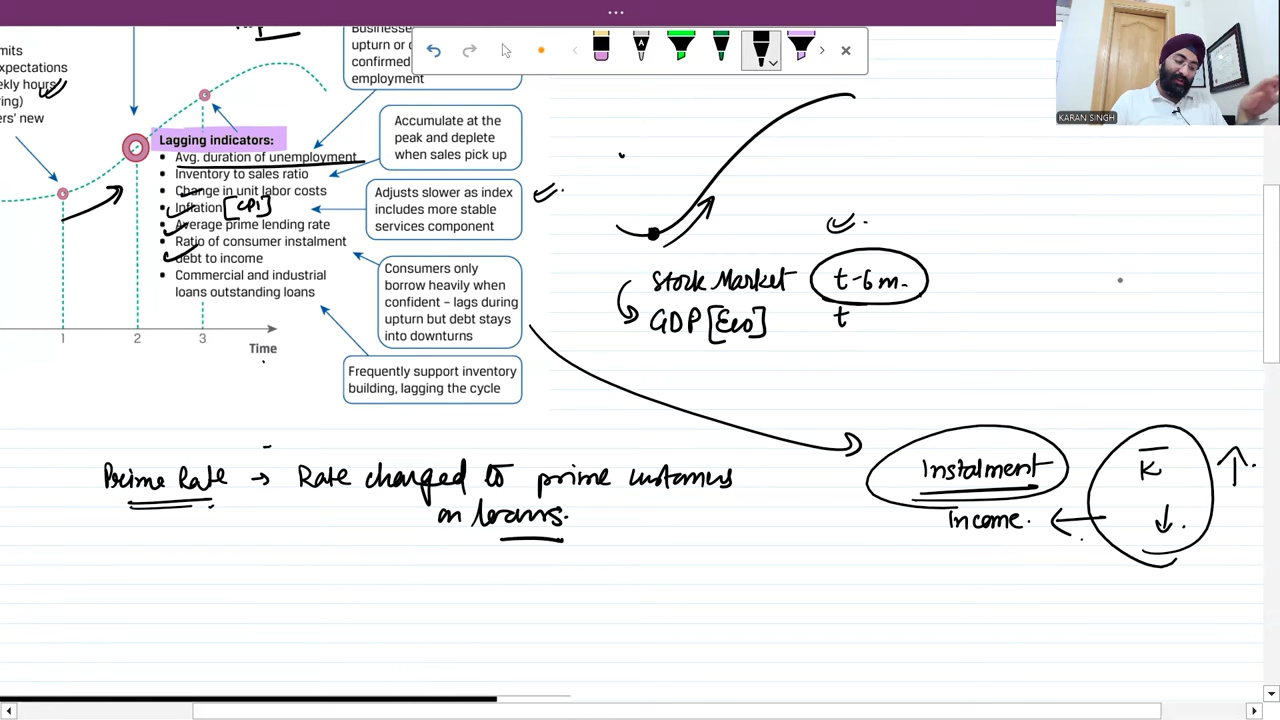 mits
xpectations
ekly hours
ring)
ers' new
Businesse
upturn or d
confirmed
employment
KARAN SINGH
Lagging indicators:
• Avg. duration of unemployment
• Inventory to sales ratio
• Change in unit labor costs
• Inflation [CPI]
• Average prime lending rate
• Ratio of consumer instalment
debt to income
• Commercial and industrial
loans outstanding loans
Accumulate at the
peak and deplete
when sales pick up
Adjusts slower as index
includes more stable
services component
Consumers only
borrow heavily when
confident – lags during
upturn but debt stays
into downturns
Frequently support inventory
building, lagging the cycle
1 2 3
Time
Stock Market t-6m.
GDP [Eco] t
Prime Rate → Rate charged to prime customers
on loans.
Instalment K ↑
Income. ← ↓